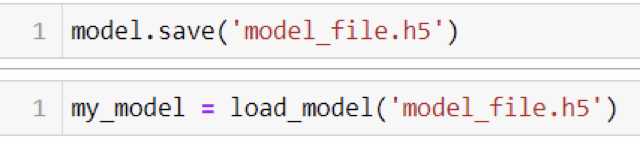 1 model.save('model_file.h5')
1 my_model = load_model('model_file.h5')